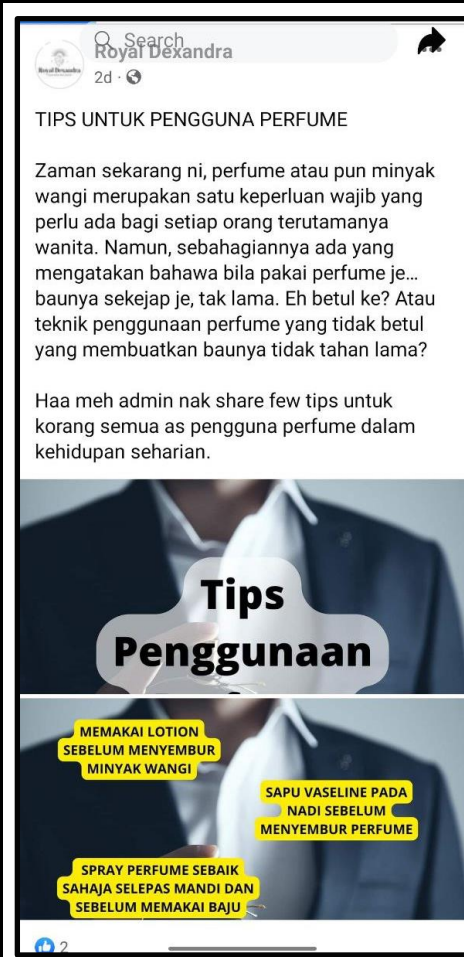 Search
Royal Dexandra
Royal Dexandra
2d
TIPS UNTUK PENGGUNA PERFUME
Zaman sekarang ni, perfume atau pun minyak
wangi merupakan satu keperluan wajib yang
perlu ada bagi setiap orang terutamanya
wanita. Namun, sebahagiannya ada yang
mengatakan bahawa bila pakai perfume je...
baunya sekejap je, tak lama. Eh betul ke? Atau
teknik penggunaan perfume yang tidak betul
yang membuatkan baunya tidak tahan lama?
Haa meh admin nak share few tips untuk
korang semua as pengguna perfume dalam
kehidupan seharian.
Tips
Penggunaan
MEMAKAI LOTION
SEBELUM MENYEMBUR
MINYAK WANGI
SAPU VASELINE PADA
NADI SEBELUM
MENYEMBUR PERFUME
SPRAY PERFUME SEBAIK
SAHAJA SELEPAS MANDI DAN
SEBELUM MEMAKAI BAJU
2